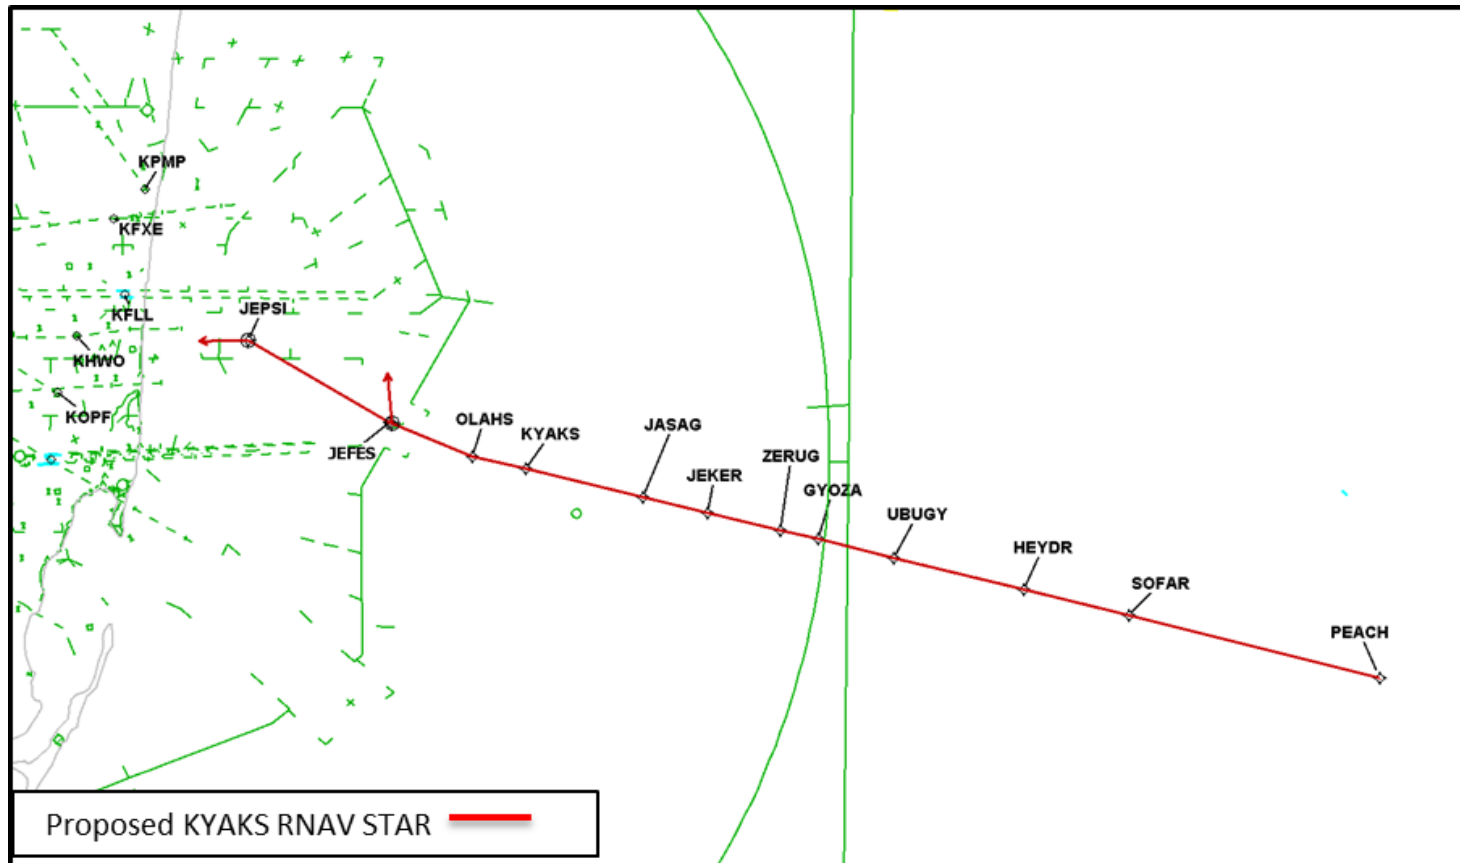 KPMP
KFXE
KFLL
JEPSI
KHWO
KOPF
JEFES
OLAHS
KYAKS
JASAG
JEKER
ZERUG
GYOZA
UBUGY
HEYDR
SOFAR
PEACH
Proposed KYAKS RNAV STAR